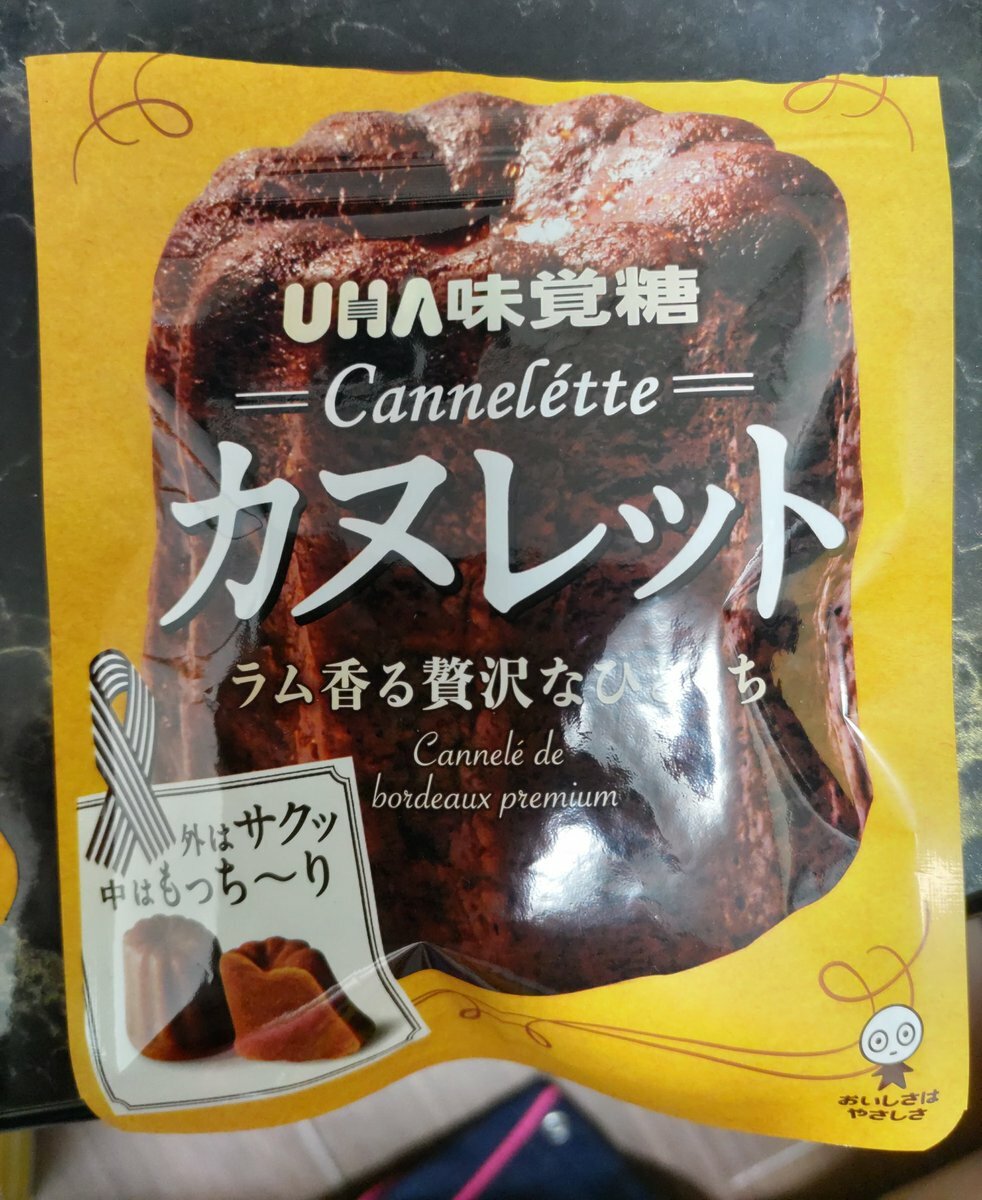 UHA味覚糖
Cannelétte
カヌレット
ラム香る贅沢なひ ち
Cannelé de
bordeaux premium
外はサクッ
中はもっち〜り
おいしさは
やさしさ